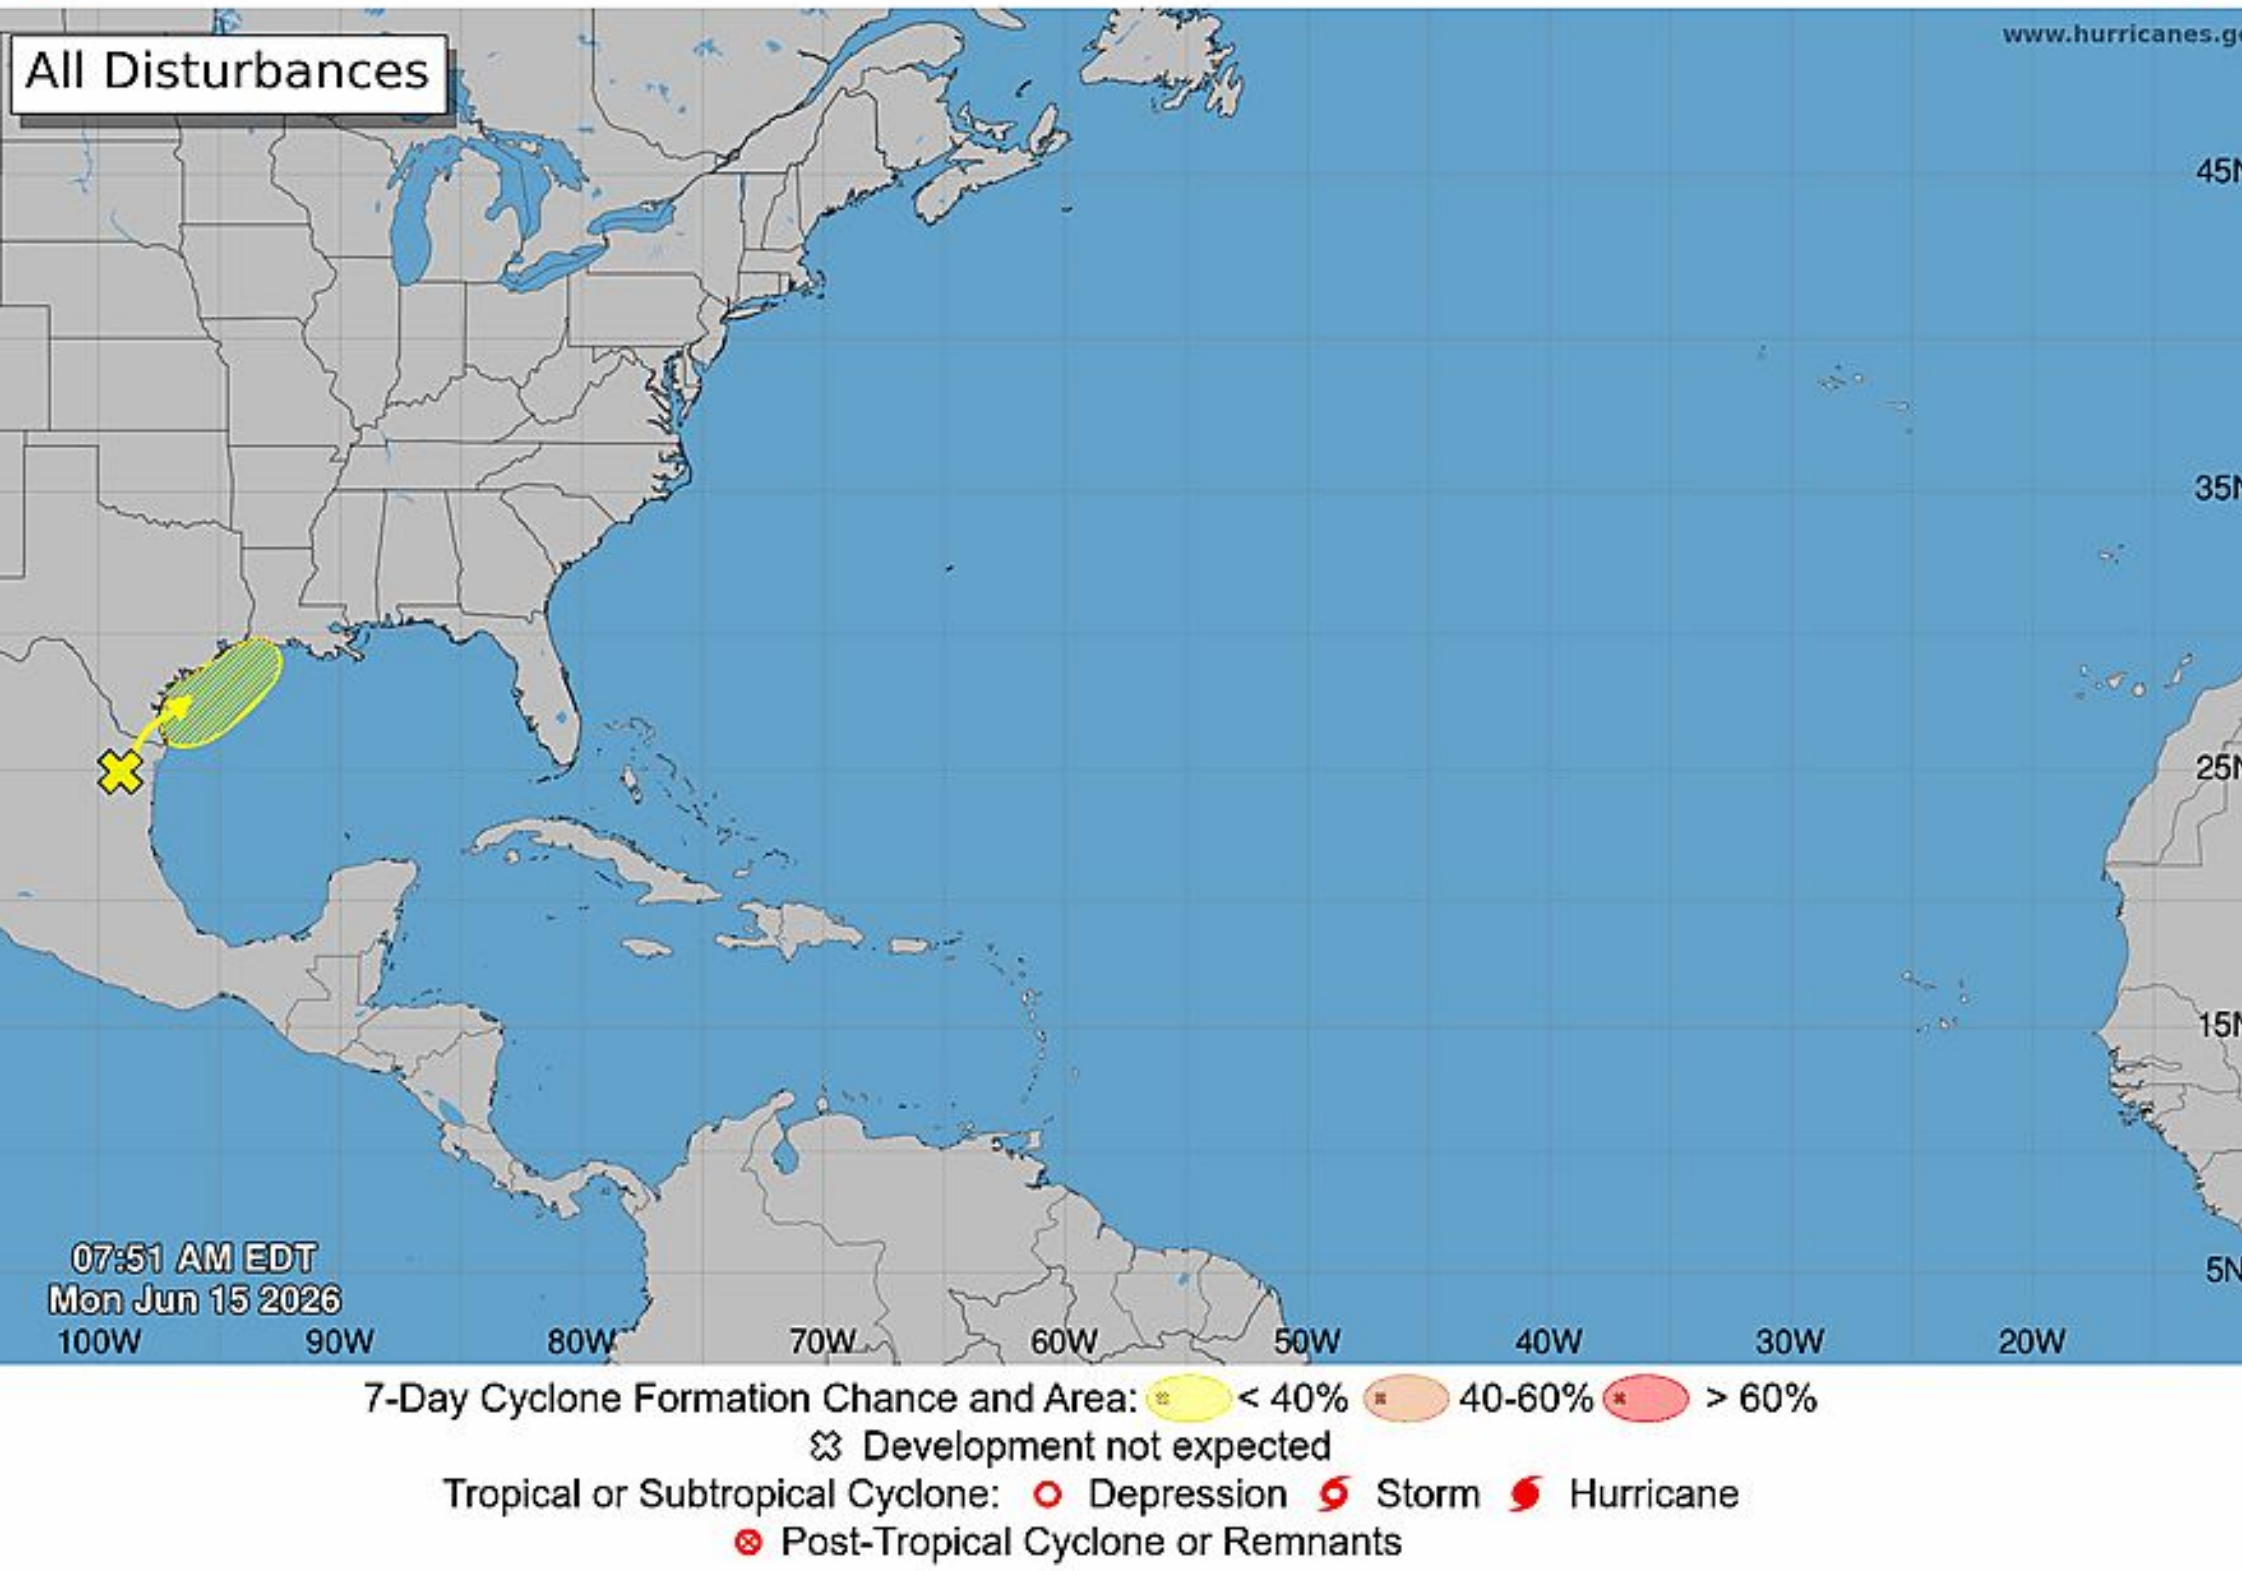 www.hurricanes.g
All Disturbances
45N
35N
25N
15N
5N
07:51 AM EDT
Mon Jun 15 2026
100W 90W 80W 70W 60W 50W 40W 30W 20W
7-Day Cyclone Formation Chance and Area: < 40% 40-60% > 60%
Development not expected
Tropical or Subtropical Cyclone: Depression Storm Hurricane
Post-Tropical Cyclone or Remnants